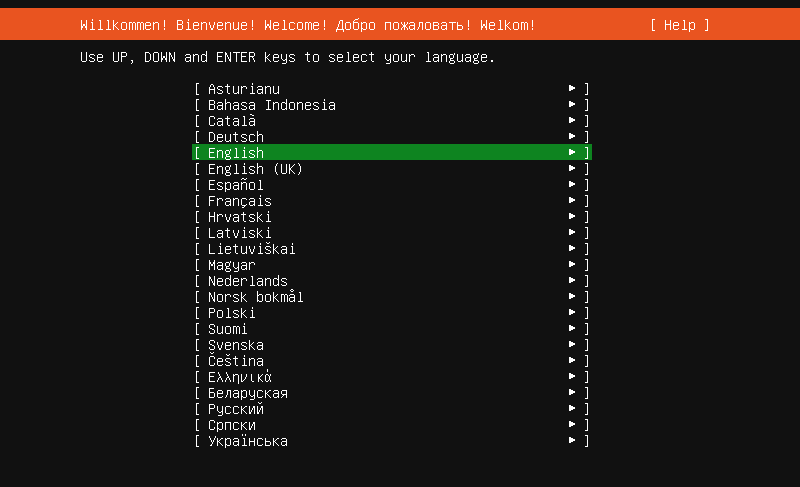 Willkommen! Bienvenue! Welcome! Добро пожаловать! Welkom! [ Help ]
Use UP, DOWN and ENTER keys to select your language.
[ Asturianu ► ]
[ Bahasa Indonesia ► ]
[ Català ► ]
[ Deutsch ► ]
[ English ► ]
[ English (UK) ► ]
[ Español ► ]
[ Français ► ]
[ Hrvatski ► ]
[ Latviski ► ]
[ Lietuviškai ► ]
[ Magyar ► ]
[ Nederlands ► ]
[ Norsk bokmål ► ]
[ Polski ► ]
[ Suomi ► ]
[ Svenska ► ]
[ Čeština ► ]
[ Ελληνικά ► ]
[ Беларуская ► ]
[ Русский ► ]
[ Српски ► ]
[ Українська ► ]